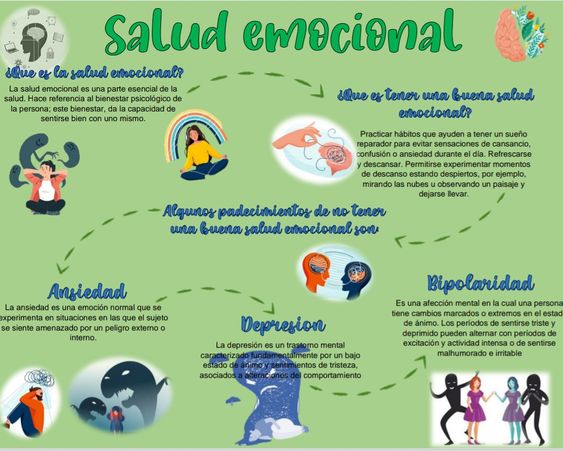 Salud emocional
¿Que es la salud emocional?
La salud emocional es una parte esencial de la
salud. Hace referencia al bienestar psicológico de
la persona; este bienestar, da la capacidad de
sentirse bien con uno mismo.
¿Que es tener una buena salud
emocional?
Practicar hábitos que ayuden a tener un sueño
reparador para evitar sensaciones de cansancio,
confusión o ansiedad durante el día. Refrescarse
y descansar. Permitirse experimentar momentos
de descanso estando despiertos, por ejemplo,
mirando las nubes u observando un paisaje y
dejarse llevar.
Algunos padecimientos de no tener
una buena salud emocional son:
Ansiedad
La ansiedad es una emoción normal que se
experimenta en situaciones en las que el sujeto
se siente amenazado por un peligro externo o
interno.
Depresion
La depresión es un trastorno mental
caracterizado fundamentalmente por un bajo
estado de ánimo y sentimientos de tristeza,
asociados a alteraciones del comportamiento
Bipolaridad
Es una afección mental en la cual una persona
tiene cambios marcados o extremos en el estado
de ánimo. Los períodos de sentirse triste y
deprimido pueden alternar con períodos de
excitación y actividad intensa o de sentirse
malhumorado e irritable